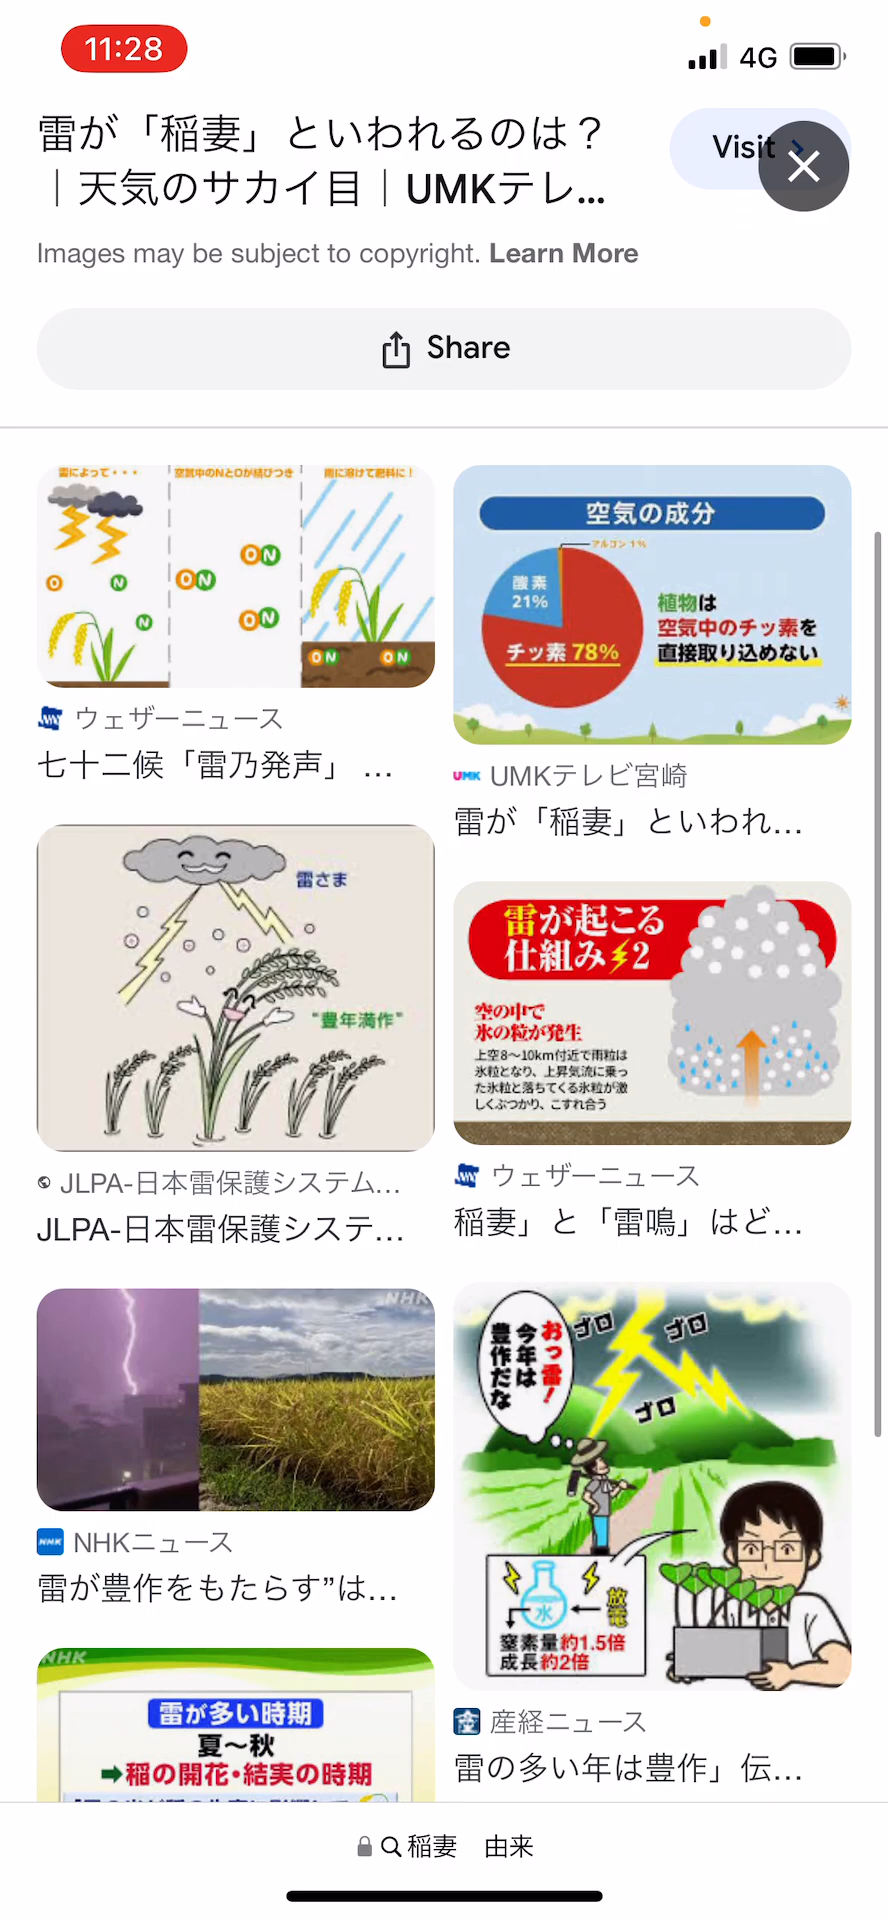 11:28
4G
雷が「稲妻」といわれるのは？
｜天気のサカイ目｜UMKテレ...
Visit
Images may be subject to copyright. Learn More
Share
雷によって・・・
空気中のNとOが結びつき
雨に溶けて肥料に！
O N
N
ON
ON
ON
ON ON
ウェザーニュース
七十二候「雷乃発声」 …
空気の成分
アルゴン 1%
酸素
21%
チッ素 78%
植物は
空気中のチッ素を
直接取り込めない
UMK UMKテレビ宮崎
雷が「稲妻」といわれ…
雷さま
"豊年満作"
JLPA-日本雷保護システム…
JLPA-日本雷保護システ…
雷が起こる
仕組み 2
空の中で
氷の粒が発生
上空8〜10km付近で雨粒は
氷粒となり、上昇気流に乗っ
た氷粒と落ちてくる氷粒が激
しくぶつかり、こすれ合う
ウェザーニュース
稲妻」と「雷鳴」はど…
NHK
NHKニュース
雷が豊作をもたらす”は…
おっ雷！
今年は
豊作だな
ゴロ
ゴロ
ゴロ
水
放電
窒素量約1.5倍
成長約2倍
産経ニュース
雷の多い年は豊作」伝…
NHK
雷が多い時期
夏〜秋
➡稲の開花・結実の時期
稲妻 由来